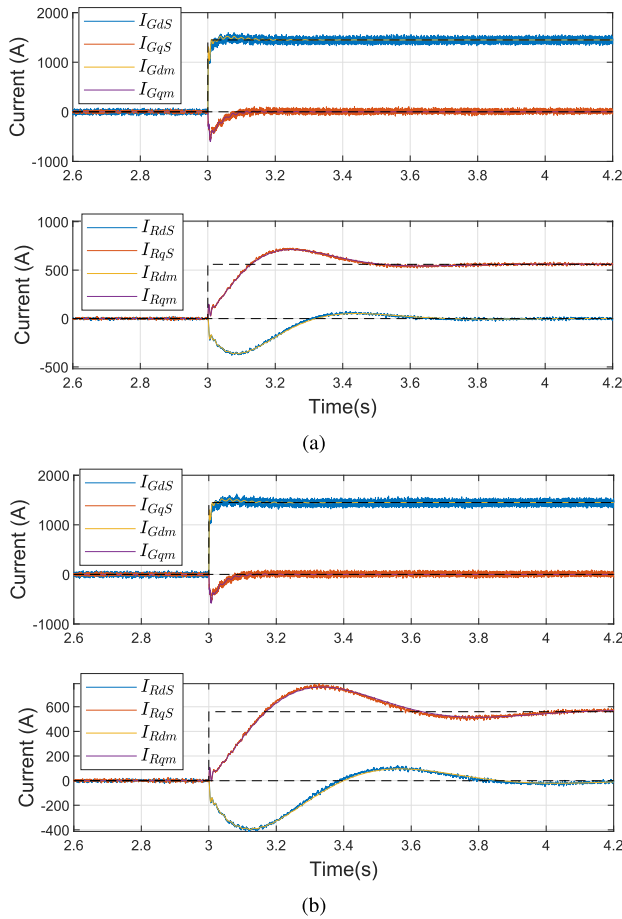 2000
1000
0
-1000
Current (A)
I_GdS
I_GqS
I_Gdm
I_Gqm
2.6 2.8 3 3.2 3.4 3.6 3.8 4 4.2
1000
500
0
-500
Current (A)
I_RdS
I_RqS
I_Rdm
I_Rqm
2.6 2.8 3 3.2 3.4 3.6 3.8 4 4.2
Time(s)
(a)
2000
1000
0
-1000
Current (A)
I_GdS
I_GqS
I_Gdm
I_Gqm
2.6 2.8 3 3.2 3.4 3.6 3.8 4 4.2
600
400
200
0
-200
-400
Current (A)
I_RdS
I_RqS
I_Rdm
I_Rqm
2.6 2.8 3 3.2 3.4 3.6 3.8 4 4.2
Time(s)
(b)